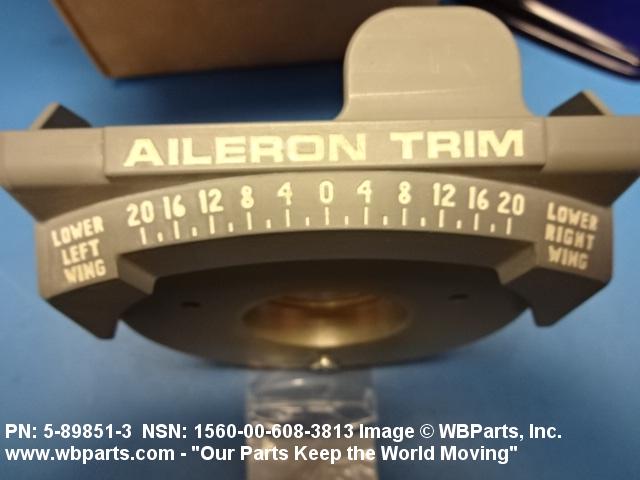 AILERON TRIM
20 16 12 8 4 0 4 8 12 16 20
LOWER
LEFT
WING
LOWER
RIGHT
WING
PN: 5-89851-3 NSN: 1560-00-608-3813 Image © WBParts, Inc.
www.wbparts.com - "Our Parts Keep the World Moving"